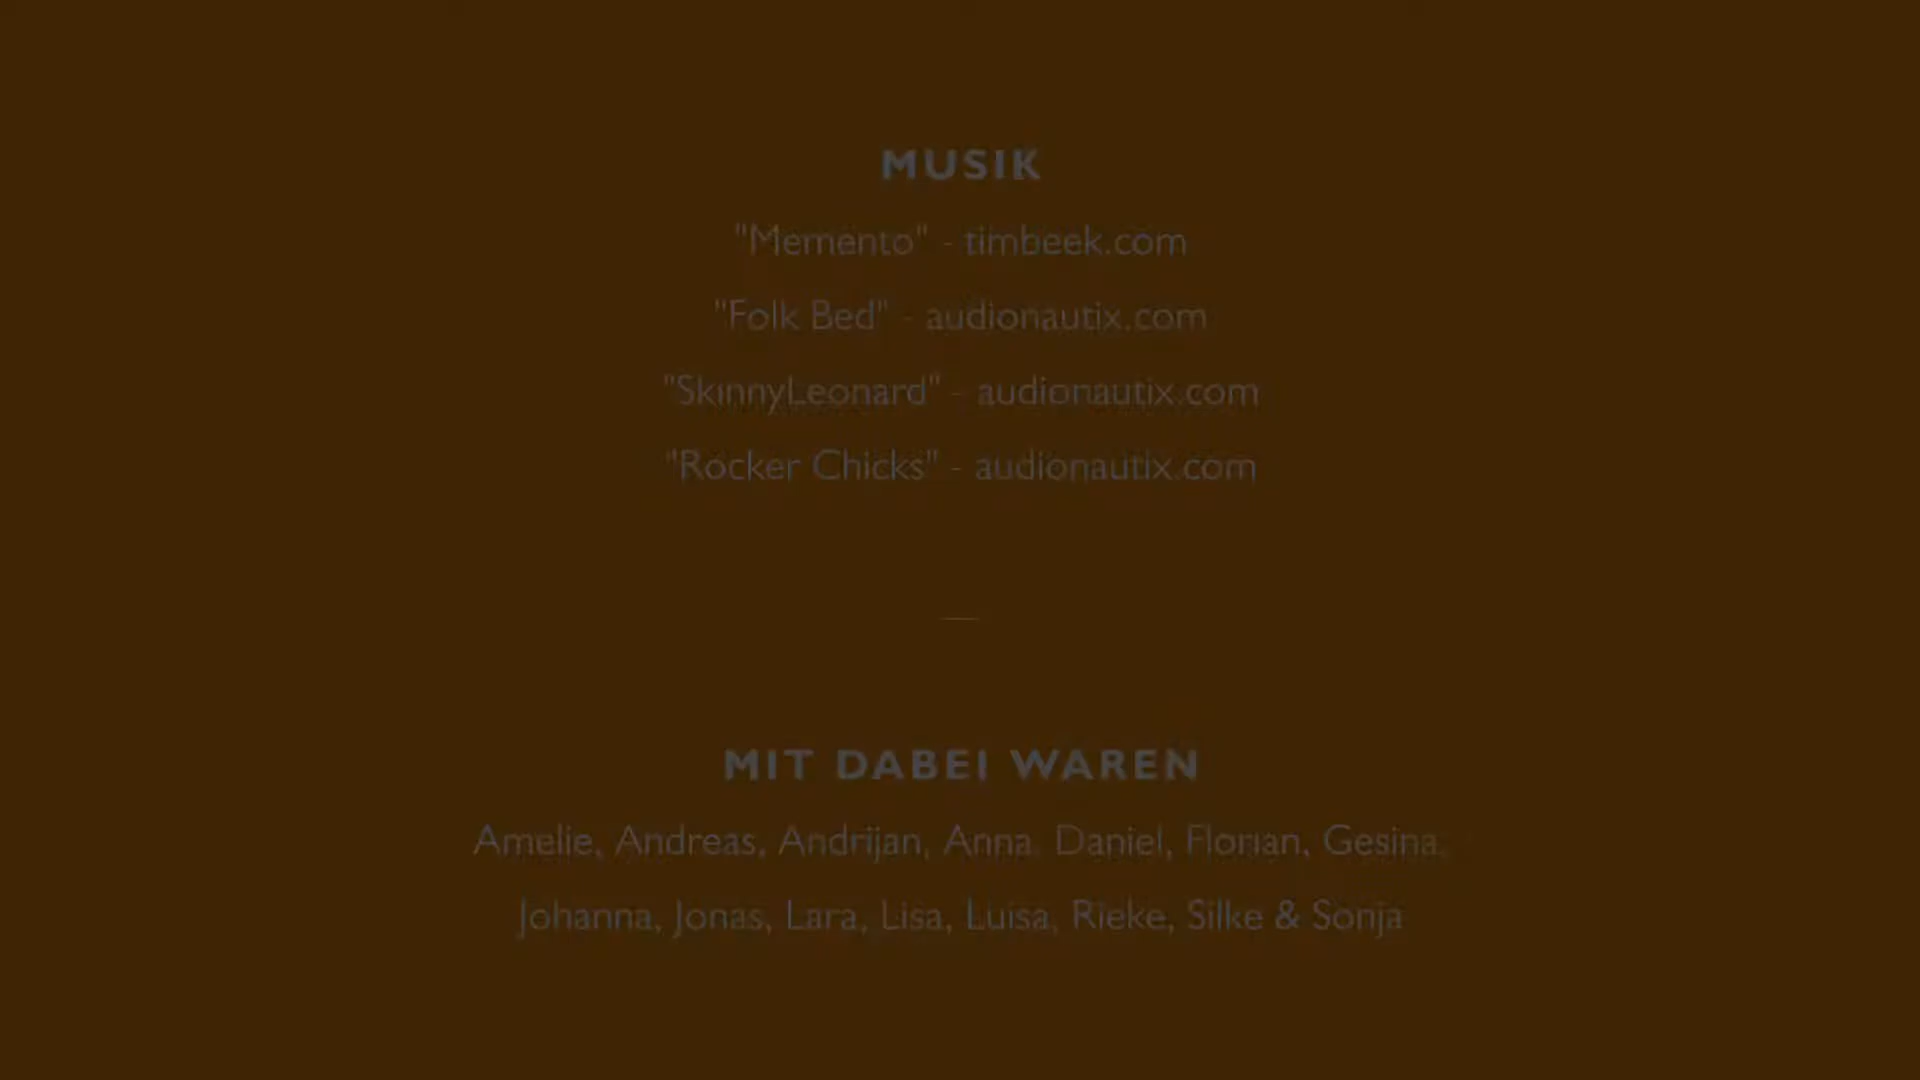 MUSIK
"Memento" - timbeek.com
"Folk Bed" - audionautix.com
"SkinnyLeonard" - audionautix.com
"Rocker Chicks" - audionautix.com
MIT DABEI WAREN
Amelie, Andreas, Andrijan, Anna, Daniel, Florian, Gesina,
Johanna, Jonas, Lara, Lisa, Luisa, Rieke, Silke & Sonja